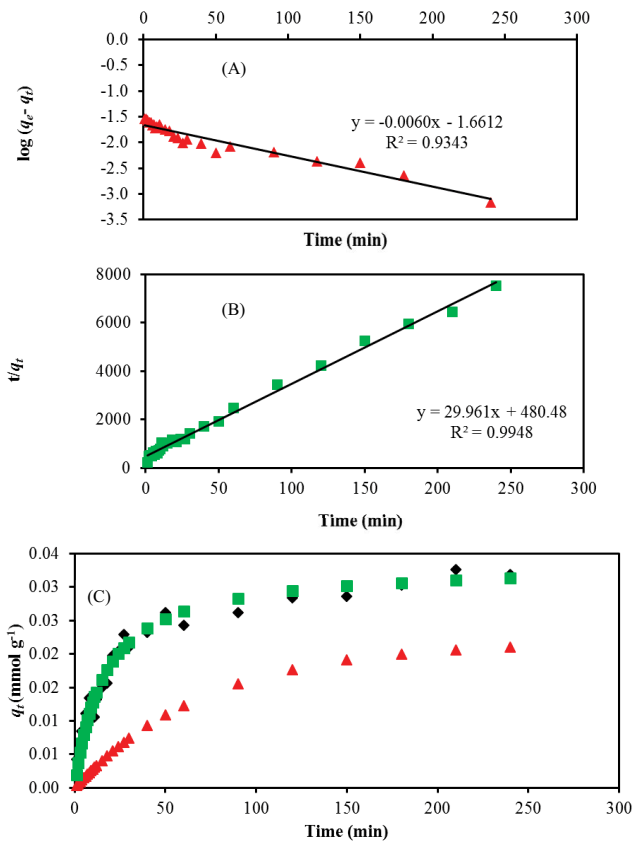 0 50 100 150 200 250 300
0.0
-0.5
-1.0
-1.5
-2.0
-2.5
-3.0
-3.5
log (qe- qt)
(A)
y = -0.0060x - 1.6612
R² = 0.9343
Time (min)
8000
6000
4000
2000
0
t/qt
(B)
y = 29.961x + 480.48
R² = 0.9948
0 50 100 150 200 250 300
Time (min)
0.04
0.03
0.03
0.02
0.02
0.01
0.01
0.00
qt (mmol g-1)
(C)
0 50 100 150 200 250 300
Time (min)